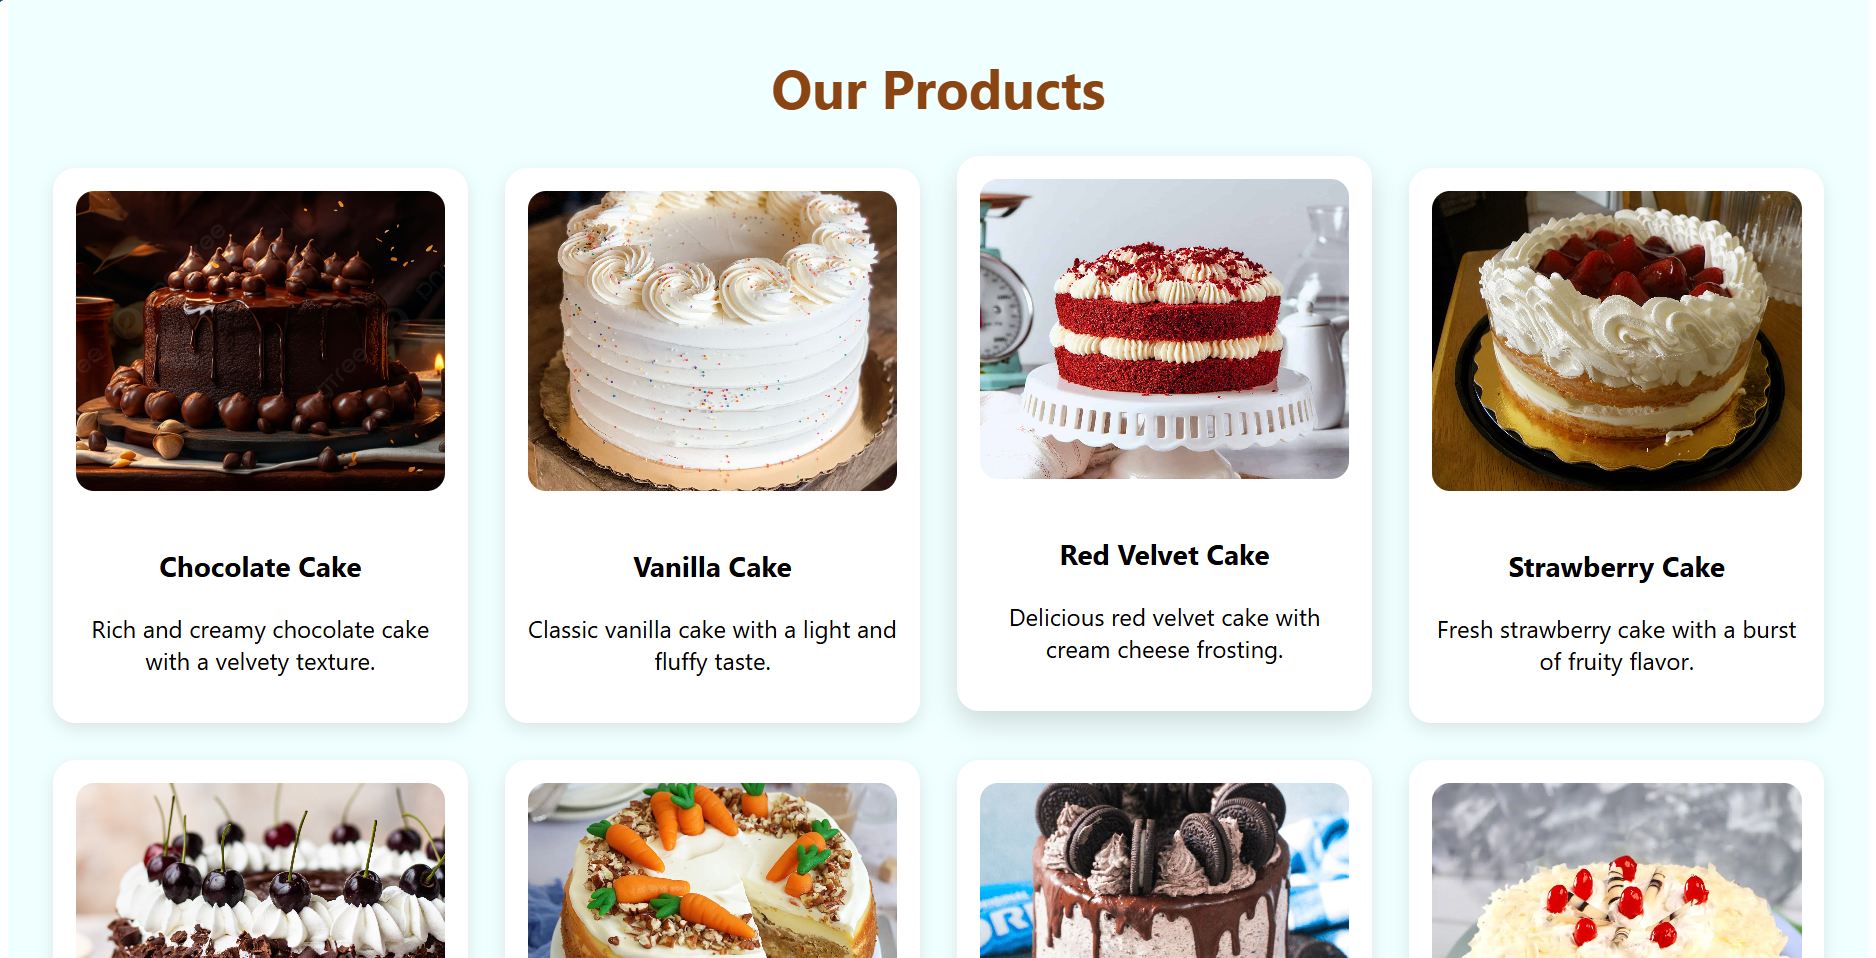 Our Products
Chocolate Cake
Rich and creamy chocolate cake
with a velvety texture.
Vanilla Cake
Classic vanilla cake with a light and
fluffy taste.
Red Velvet Cake
Delicious red velvet cake with
cream cheese frosting.
Strawberry Cake
Fresh strawberry cake with a burst
of fruity flavor.